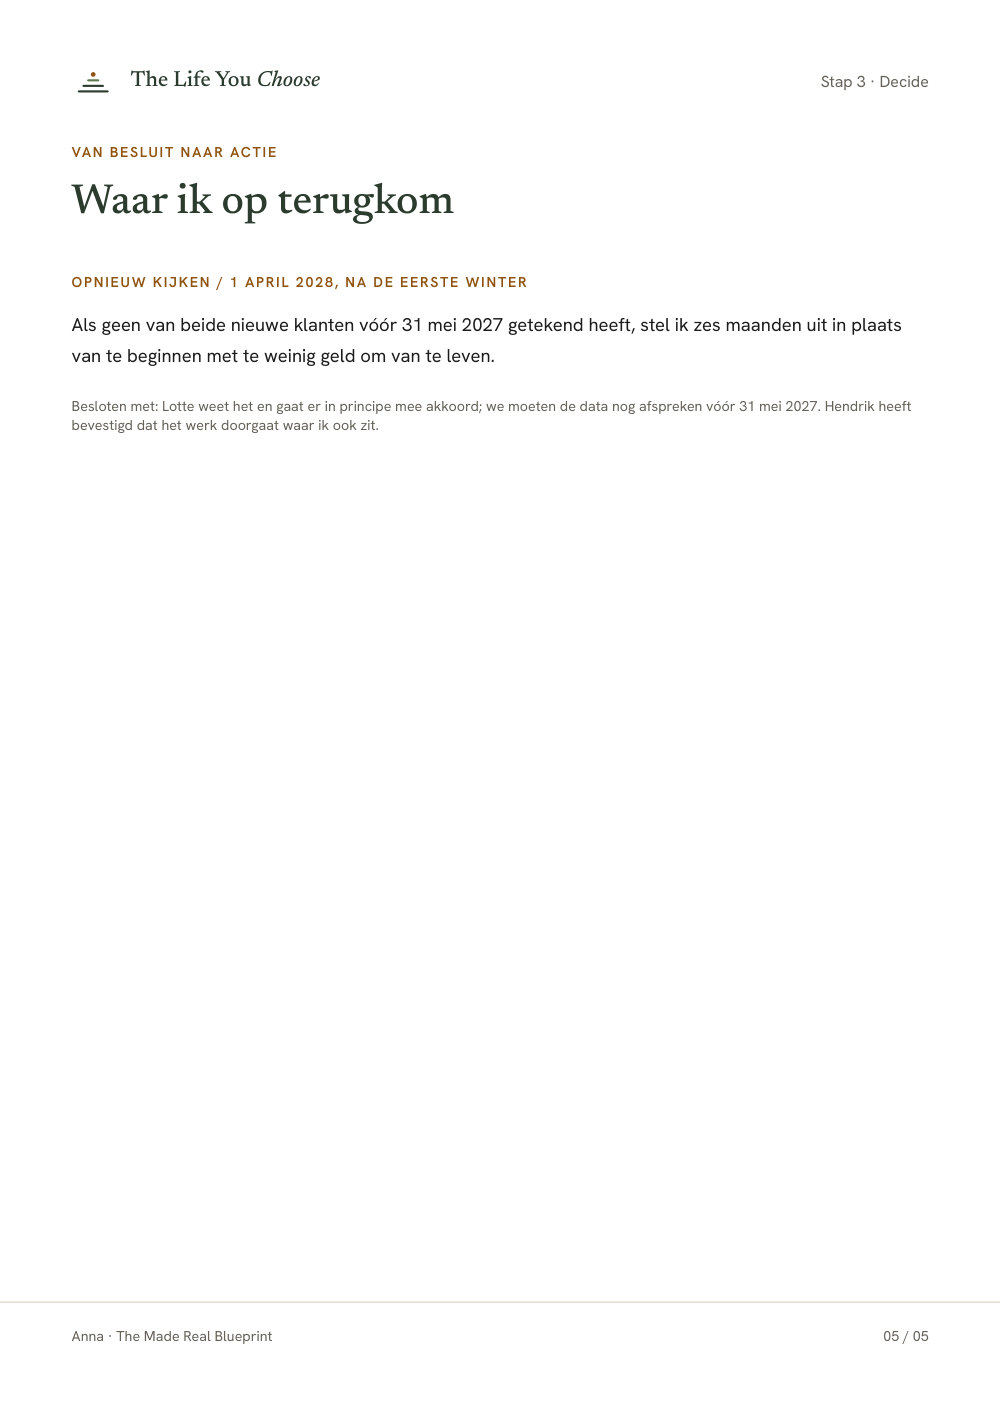 The Life You Choose
Stap 3 · Decide
VAN BESLUIT NAAR ACTIE
Waar ik op terugkom
OPNIEUW KIJKEN / 1 APRIL 2028, NA DE EERSTE WINTER
Als geen van beide nieuwe klanten vóór 31 mei 2027 getekend heeft, stel ik zes maanden uit in plaats
van te beginnen met te weinig geld om van te leven.
Besloten met: Lotte weet het en gaat er in principe mee akkoord; we moeten de data nog afspreken vóór 31 mei 2027. Hendrik heeft
bevestigd dat het werk doorgaat waar ik ook zit.
Anna · The Made Real Blueprint
05 / 05